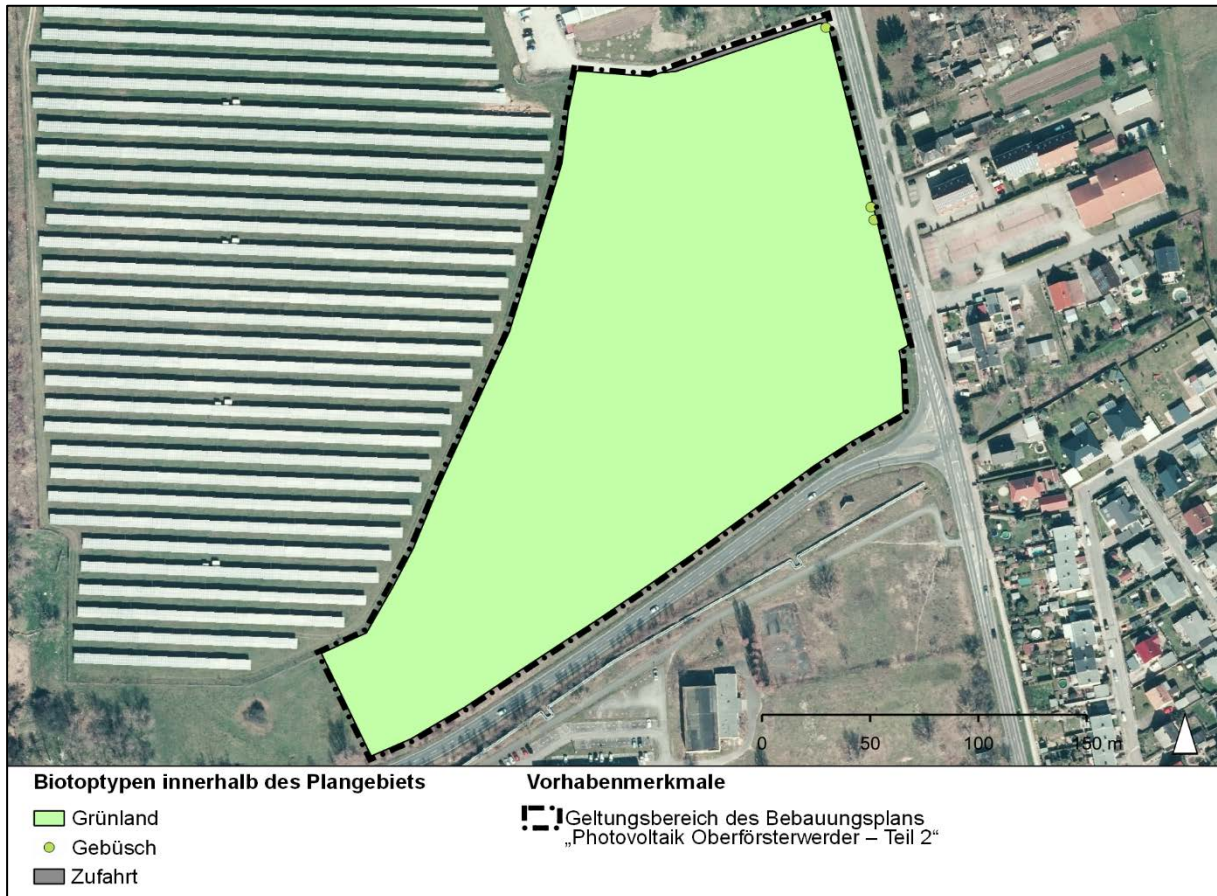 0 50 100 150 m
Biotoptypen innerhalb des Plangebiets
Grünland
Gebüsch
Zufahrt
Vorhabenmerkmale
Geltungsbereich des Bebauungsplans
„Photovoltaik Oberförsterwerder – Teil 2“